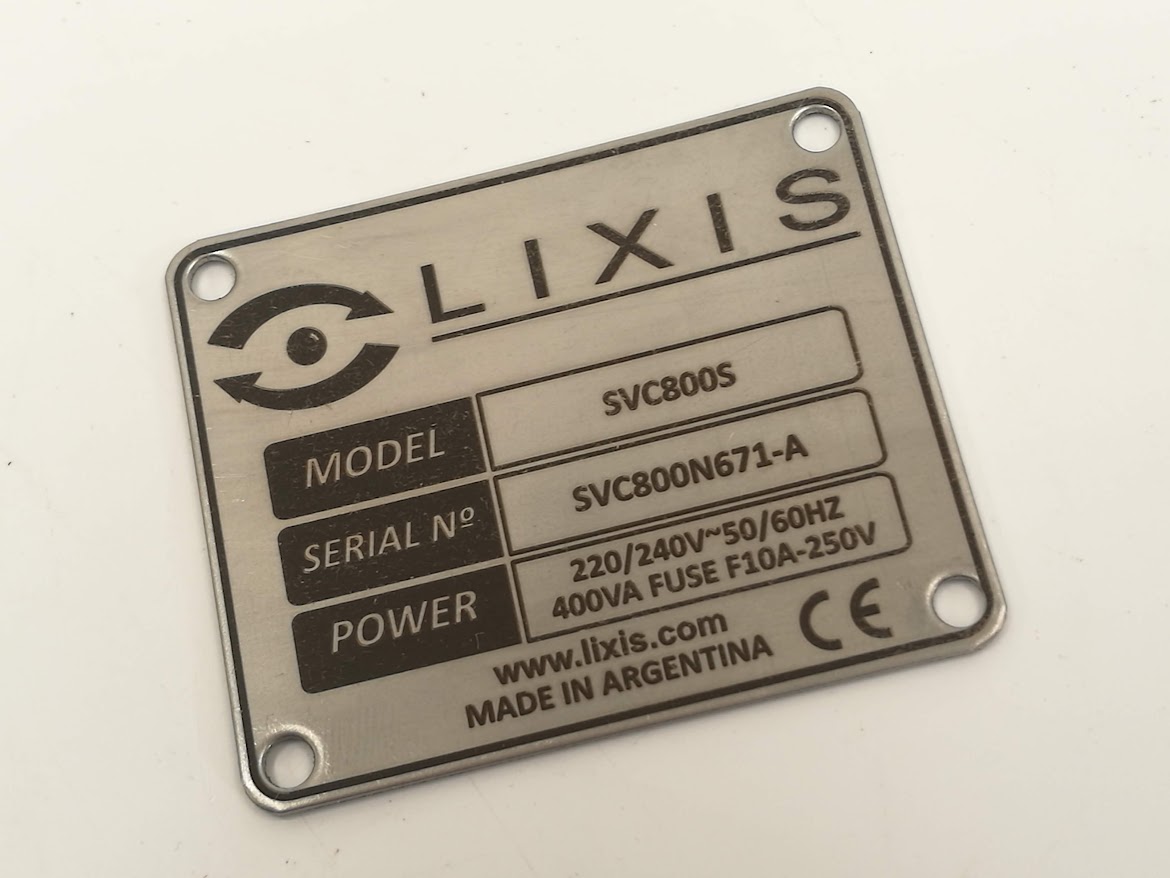 LIXIS
MODEL SVC800S
SERIAL Nº SVC800N671-A
POWER 220/240V~50/60HZ
400VA FUSE F10A-250V
www.lixis.com
MADE IN ARGENTINA
CE